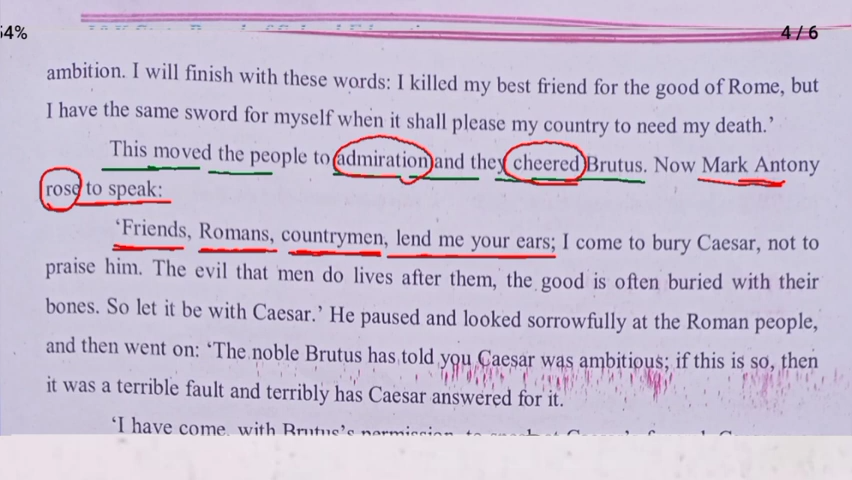 4%
4/6
ambition. I will finish with these words: I killed my best friend for the good of Rome, but
I have the same sword for myself when it shall please my country to need my death.’
This moved the people to admiration and they cheered Brutus. Now Mark Antony
rose to speak:
‘Friends, Romans, countrymen, lend me your ears; I come to bury Caesar, not to
praise him. The evil that men do lives after them, the good is often buried with their
bones. So let it be with Caesar.’ He paused and looked sorrowfully at the Roman people,
and then went on: ‘The noble Brutus has told you Caesar was ambitious; if this is so, then
it was a terrible fault and terribly has Caesar answered for it.
‘I have come, with Brutus’s permission, to